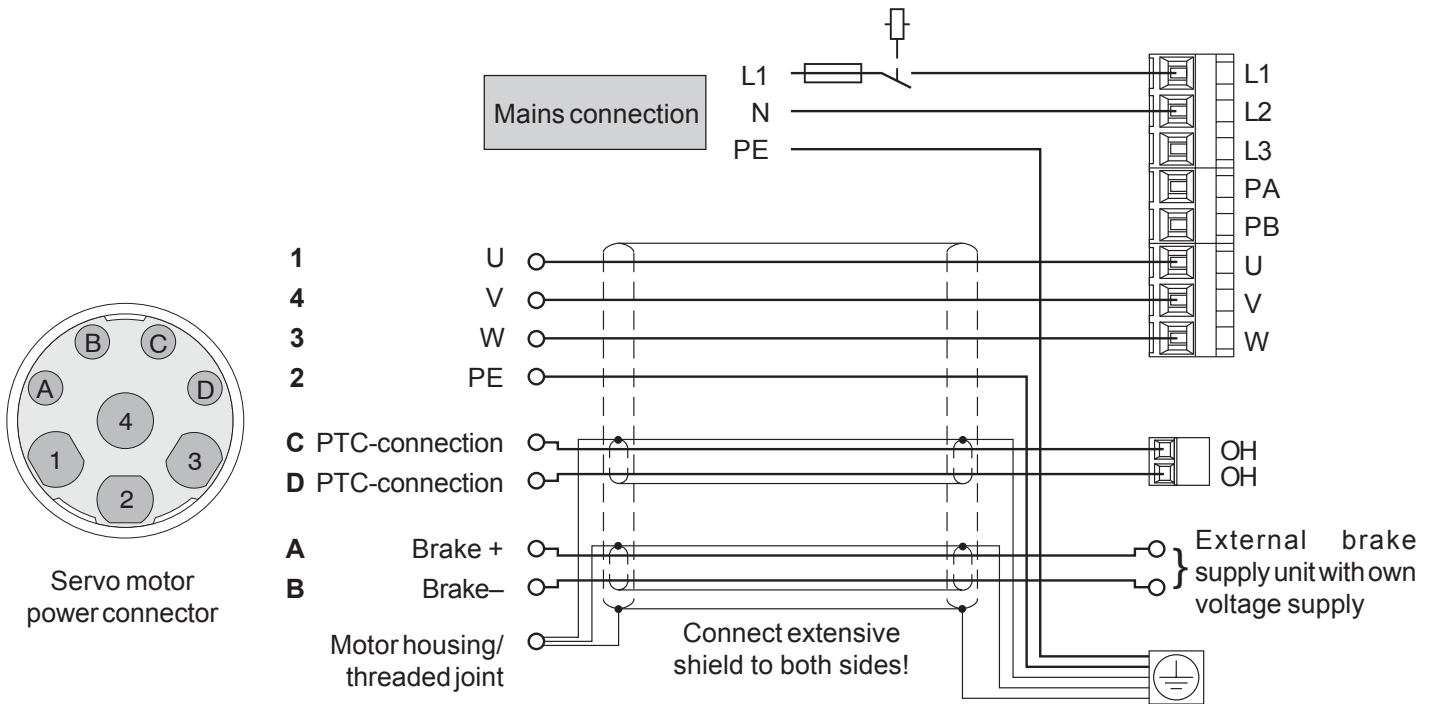 L1
L1
Mains connection
N
L2
PE
L3
PA
PB
1 U
U
4 V
V
3 W
W
2 PE
B
C
A
D
4
1
3
2
Servo motor
power connector
C PTC-connection
OH
D PTC-connection
OH
A Brake +
B Brake–
External brake
supply unit with own
voltage supply
}
Motor housing/
threaded joint
Connect extensive
shield to both sides!